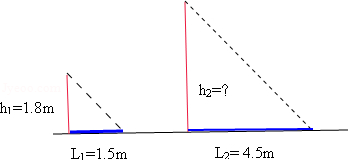 h₂=?
h₁=1.8m
L₁=1.5m
L₂= 4.5m